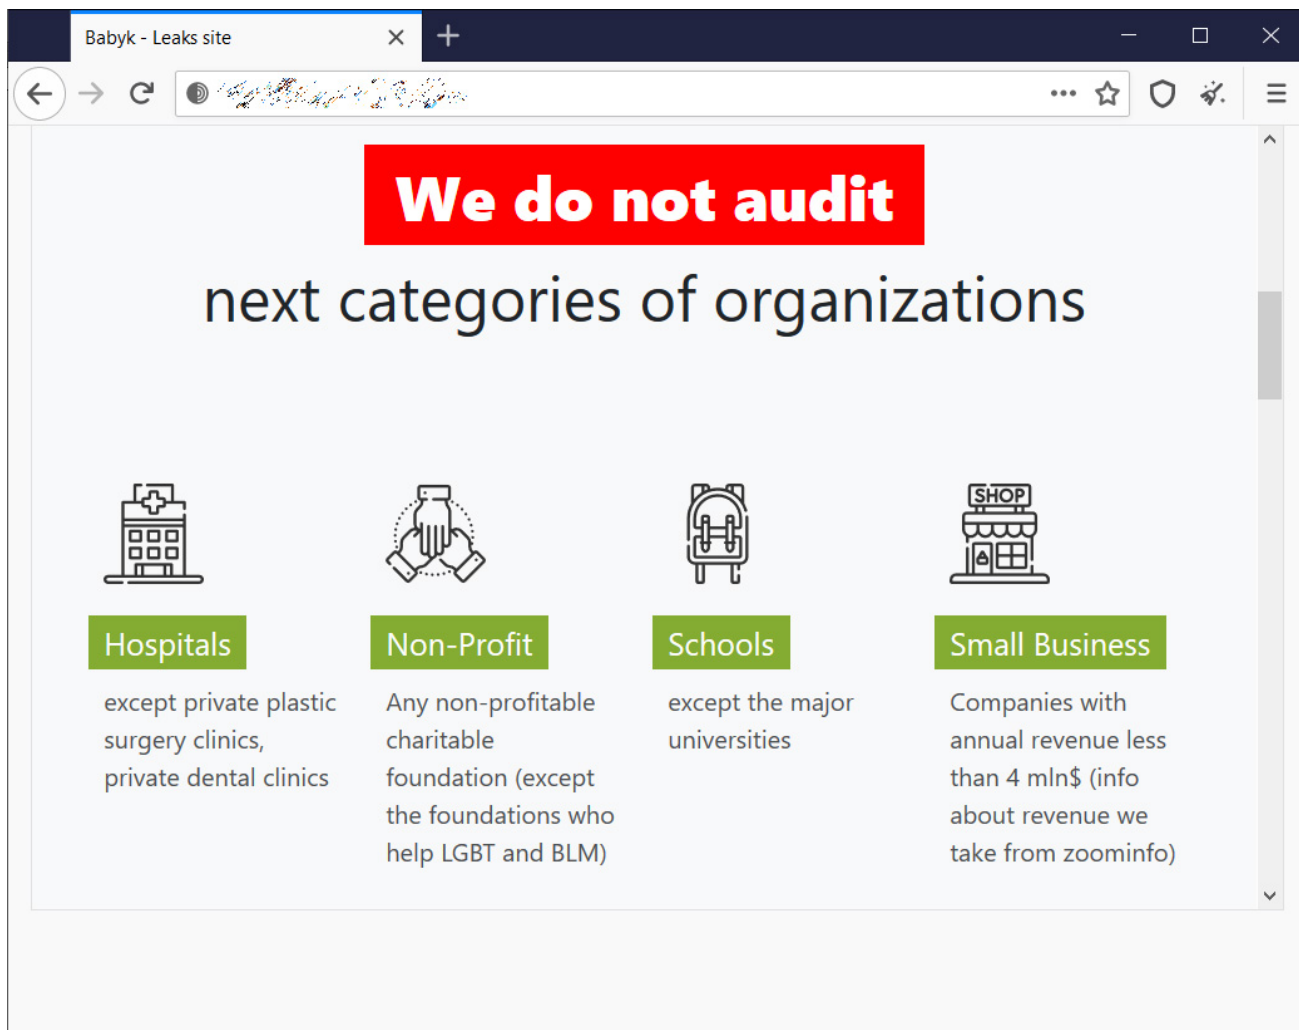 Babyk - Leaks site
We do not audit
next categories of organizations
SHOP
Hospitals
except private plastic
surgery clinics,
private dental clinics
Non-Profit
Any non-profitable
charitable
foundation (except
the foundations who
help LGBT and BLM)
Schools
except the major
universities
Small Business
Companies with
annual revenue less
than 4 mln$ (info
about revenue we
take from zoominfo)